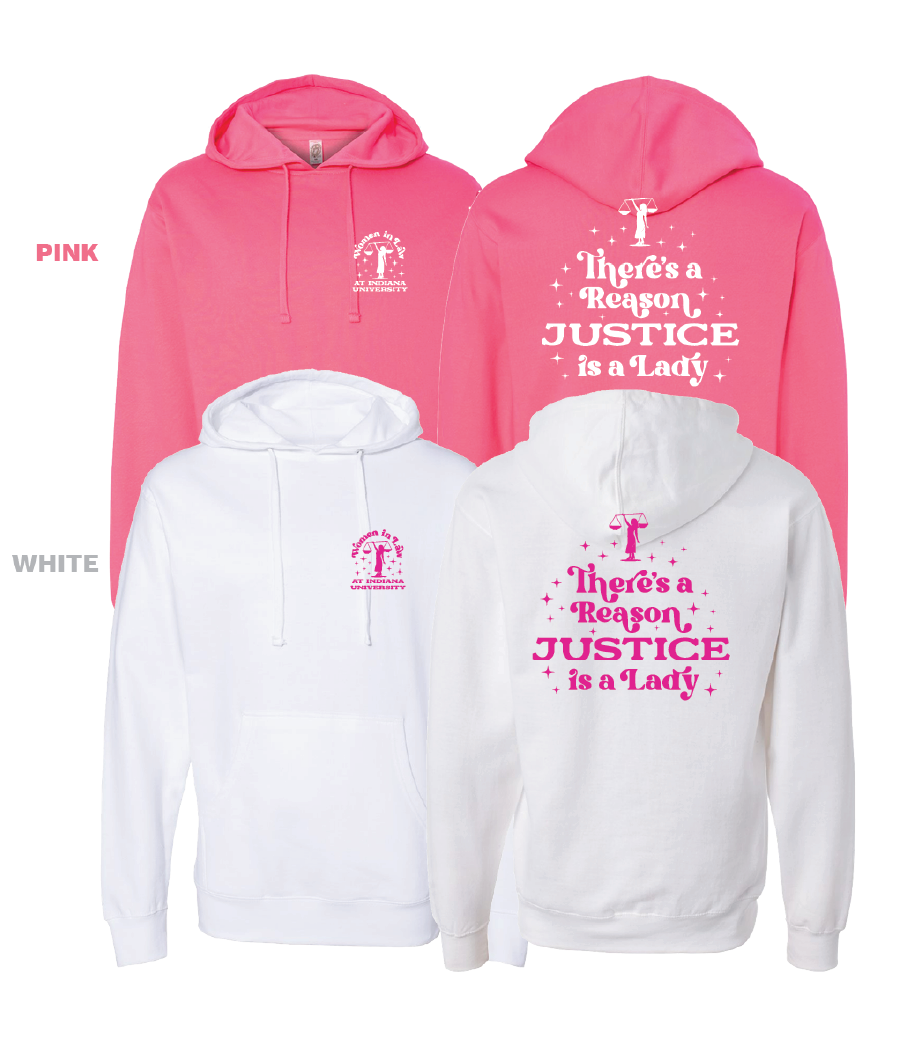 PINK
Women in Law
AT INDIANA
UNIVERSITY
There's a
Reason
JUSTICE
is a Lady
WHITE
Women in Law
AT INDIANA
UNIVERSITY
There's a
Reason
JUSTICE
is a Lady